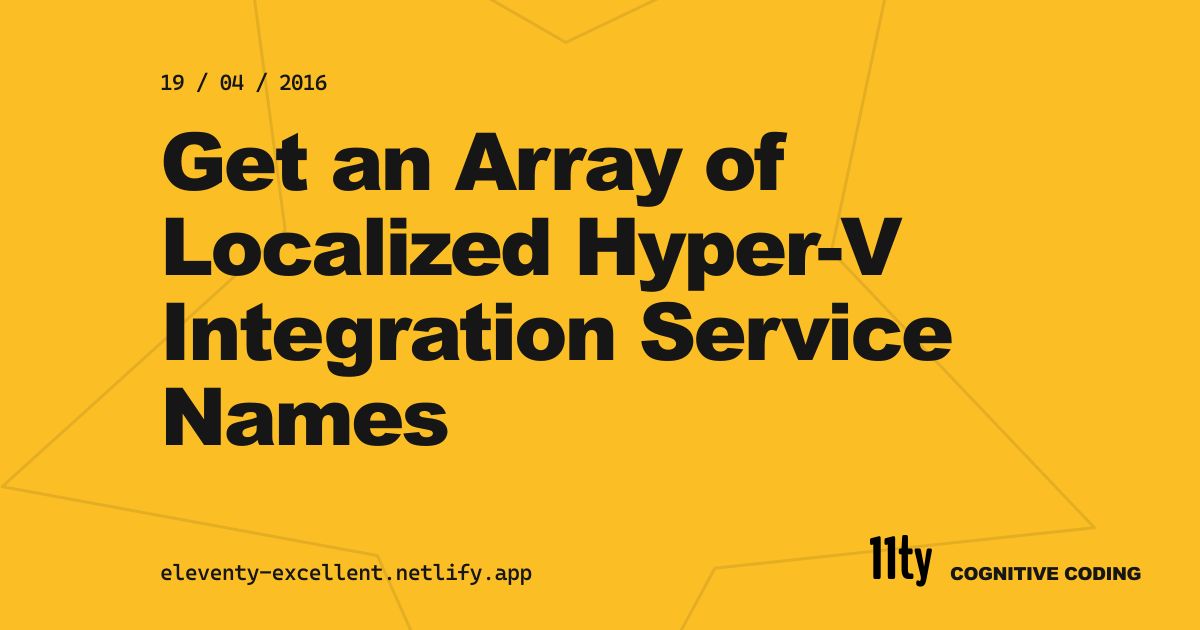 19 / 04 / 2016
Get an Array of
Localized Hyper-V
Integration Service
Names
eleventy-excellent.netlify.app
11ty COGNITIVE CODING